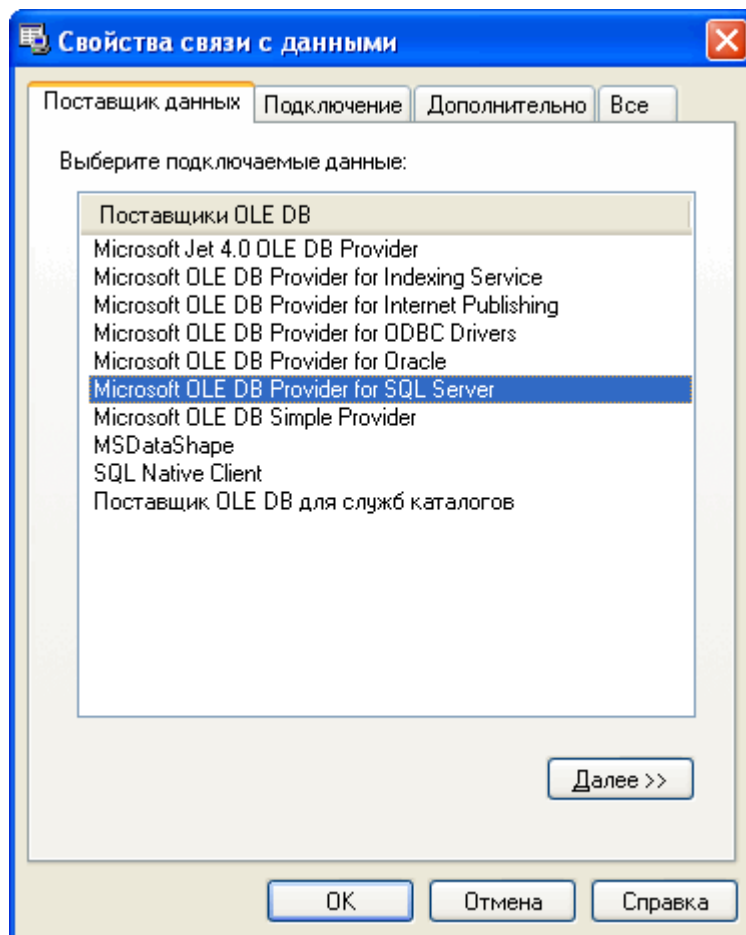 Свойства связи с данными
Поставщик данных Подключение Дополнительно Все
Выберите подключаемые данные:
Поставщики OLE DB
Microsoft Jet 4.0 OLE DB Provider
Microsoft OLE DB Provider for Indexing Service
Microsoft OLE DB Provider for Internet Publishing
Microsoft OLE DB Provider for ODBC Drivers
Microsoft OLE DB Provider for Oracle
Microsoft OLE DB Provider for SQL Server
Microsoft OLE DB Simple Provider
MSDataShape
SQL Native Client
Поставщик OLE DB для служб каталогов
Далее >>
OK Отмена Справка